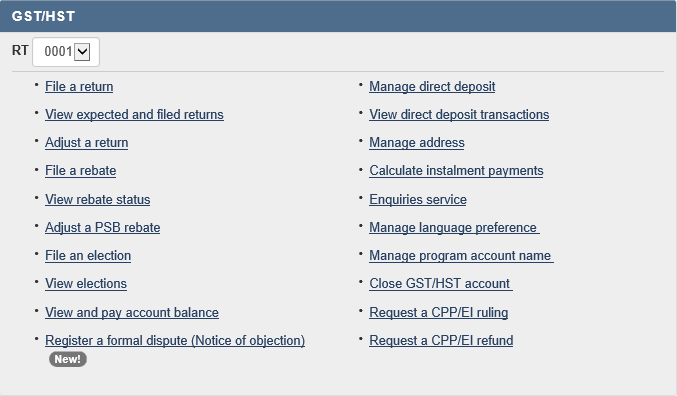 GST/HST
RT 0001
• File a return
• View expected and filed returns
• Adjust a return
• File a rebate
• View rebate status
• Adjust a PSB rebate
• File an election
• View elections
• View and pay account balance
• Register a formal dispute (Notice of objection)
New!
• Manage direct deposit
• View direct deposit transactions
• Manage address
• Calculate instalment payments
• Enquiries service
• Manage language preference
• Manage program account name
• Close GST/HST account
• Request a CPP/EI ruling
• Request a CPP/EI refund